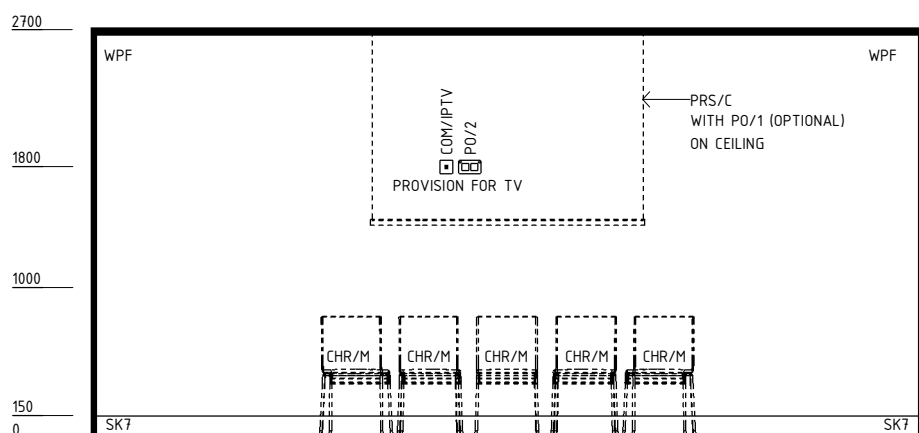 2700
WPF
WPF
COM/IPTV
PO/2
PRS/C
WITH PO/1 (OPTIONAL)
ON CEILING
1800
PROVISION FOR TV
1000
CHR/M
CHR/M
CHR/M
CHR/M
CHR/M
150
SK7
SK7
0